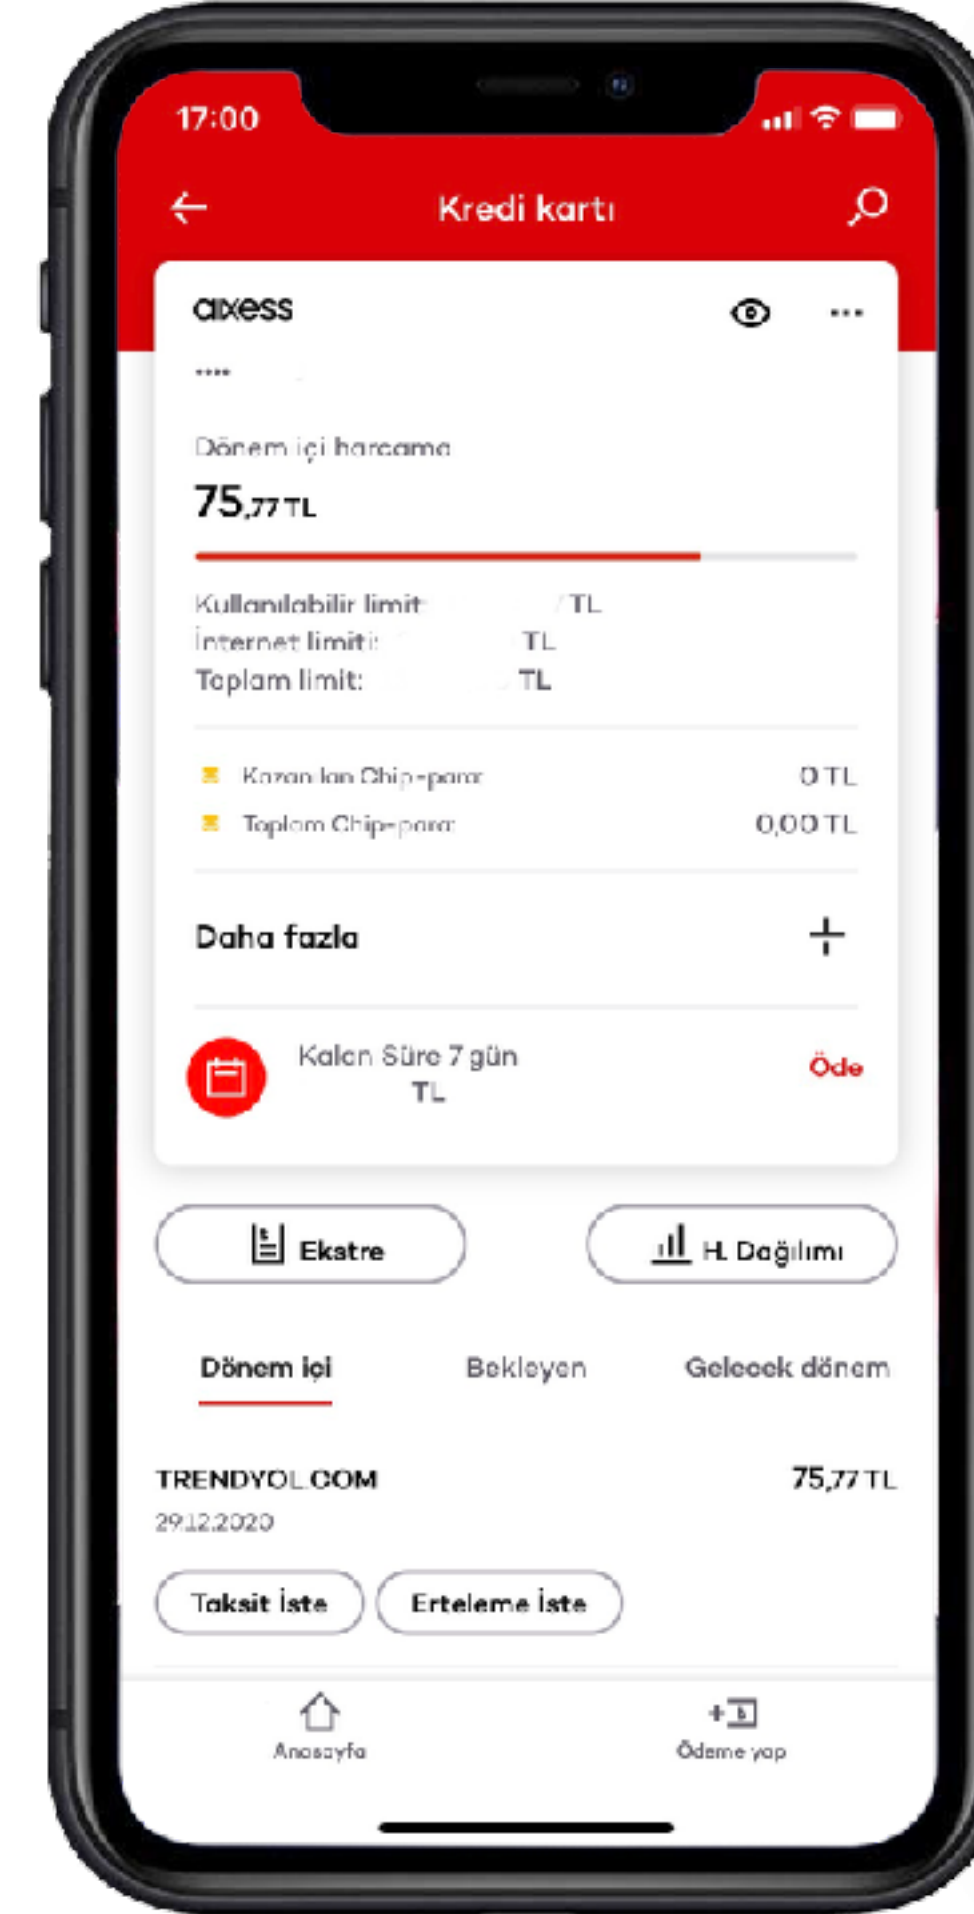 17:00
Kredi kartı
axess
****
Dönem içi harcama
75,77 TL
Kullanılabilir limit: TL
İnternet limiti: TL
Toplam limit: TL
Kazanılan Chip-para: 0 TL
Toplam Chip-para: 0,00 TL
Daha fazla
Kalan Süre 7 gün Öde
TL
Ekstre H. Dağılımı
Dönem içi Bekleyen Gelecek dönem
TRENDYOL.COM 75,77 TL
29.12.2020
Taksit İste Erteleme İste
Anasayfa Ödeme yap